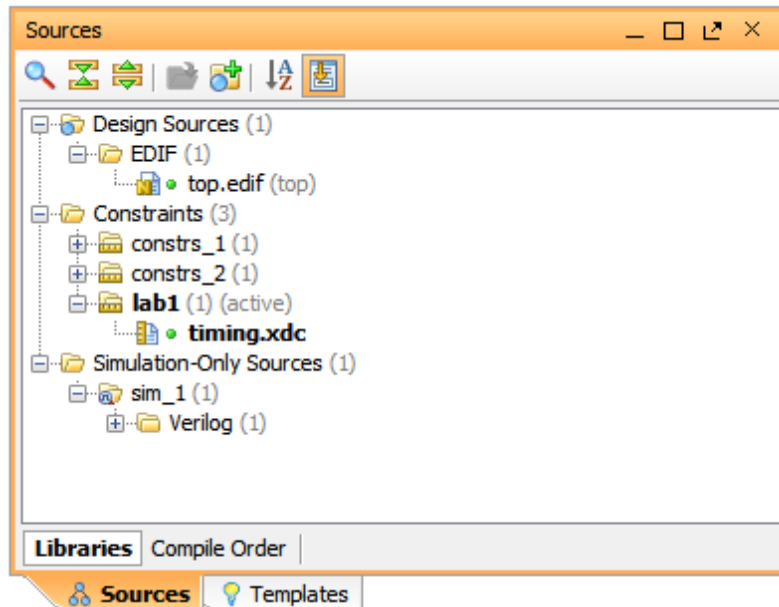 Sources
Design Sources (1)
EDIF (1)
top.edif (top)
Constraints (3)
constrs_1 (1)
constrs_2 (1)
lab1 (1) (active)
timing.xdc
Simulation-Only Sources (1)
sim_1 (1)
Verilog (1)
Libraries Compile Order
Sources Templates